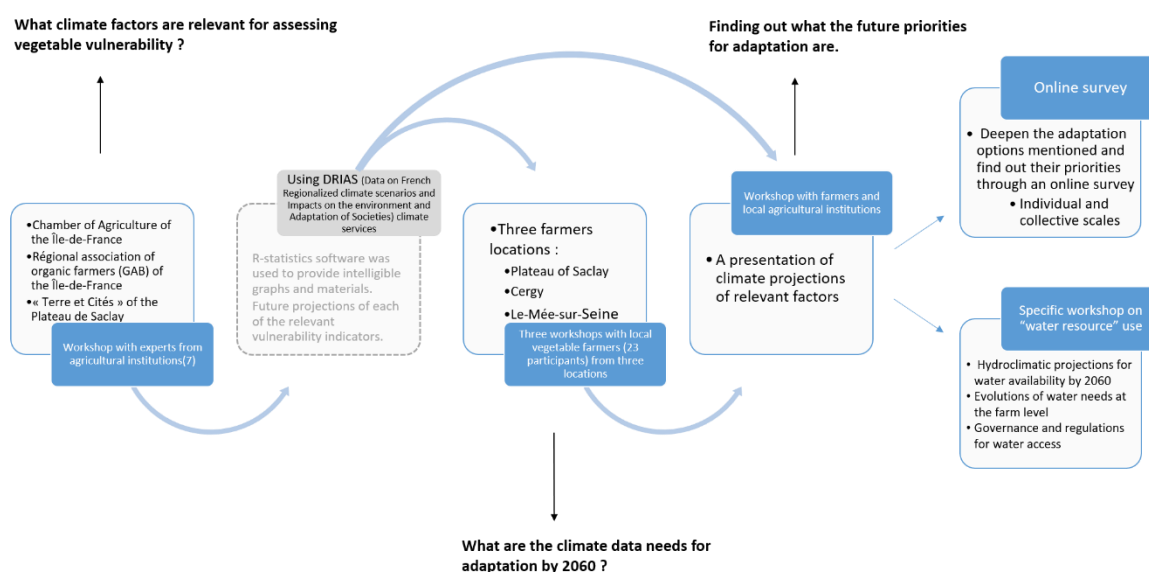 What climate factors are relevant for assessing
vegetable vulnerability ?
Finding out what the future priorities
for adaptation are.
•Chamber of Agriculture of
the Île-de-France
•Régional association of
organic farmers (GAB) of
the Île-de-France
•« Terre et Cités » of the
Plateau de Saclay
Workshop with experts from
agricultural institutions(7)
Using DRIAS (Data on French
Regionalized climate scenarios and
Impacts on the environment and
Adaptation of Societies) climate
services
R-statistics software was
used to provide intelligible
graphs and materials.
Future projections of each
of the relevant
vulnerability indicators.
•Three farmers
locations :
•Plateau of Saclay
•Cergy
•Le-Mée-sur-Seine
Three workshops with local
vegetable farmers (23
participants) from three
locations
Workshop with farmers and
local agricultural institutions
• A presentation of
climate projections
of relevant factors
Online survey
• Deepen the adaptation
options mentioned and
find out their priorities
through an online survey
• Individual and
collective scales
Specific workshop on
“water resource” use
• Hydroclimatic projections for
water availability by 2060
• Evolutions of water needs at
the farm level
• Governance and regulations
for water access
What are the climate data needs for
adaptation by 2060 ?